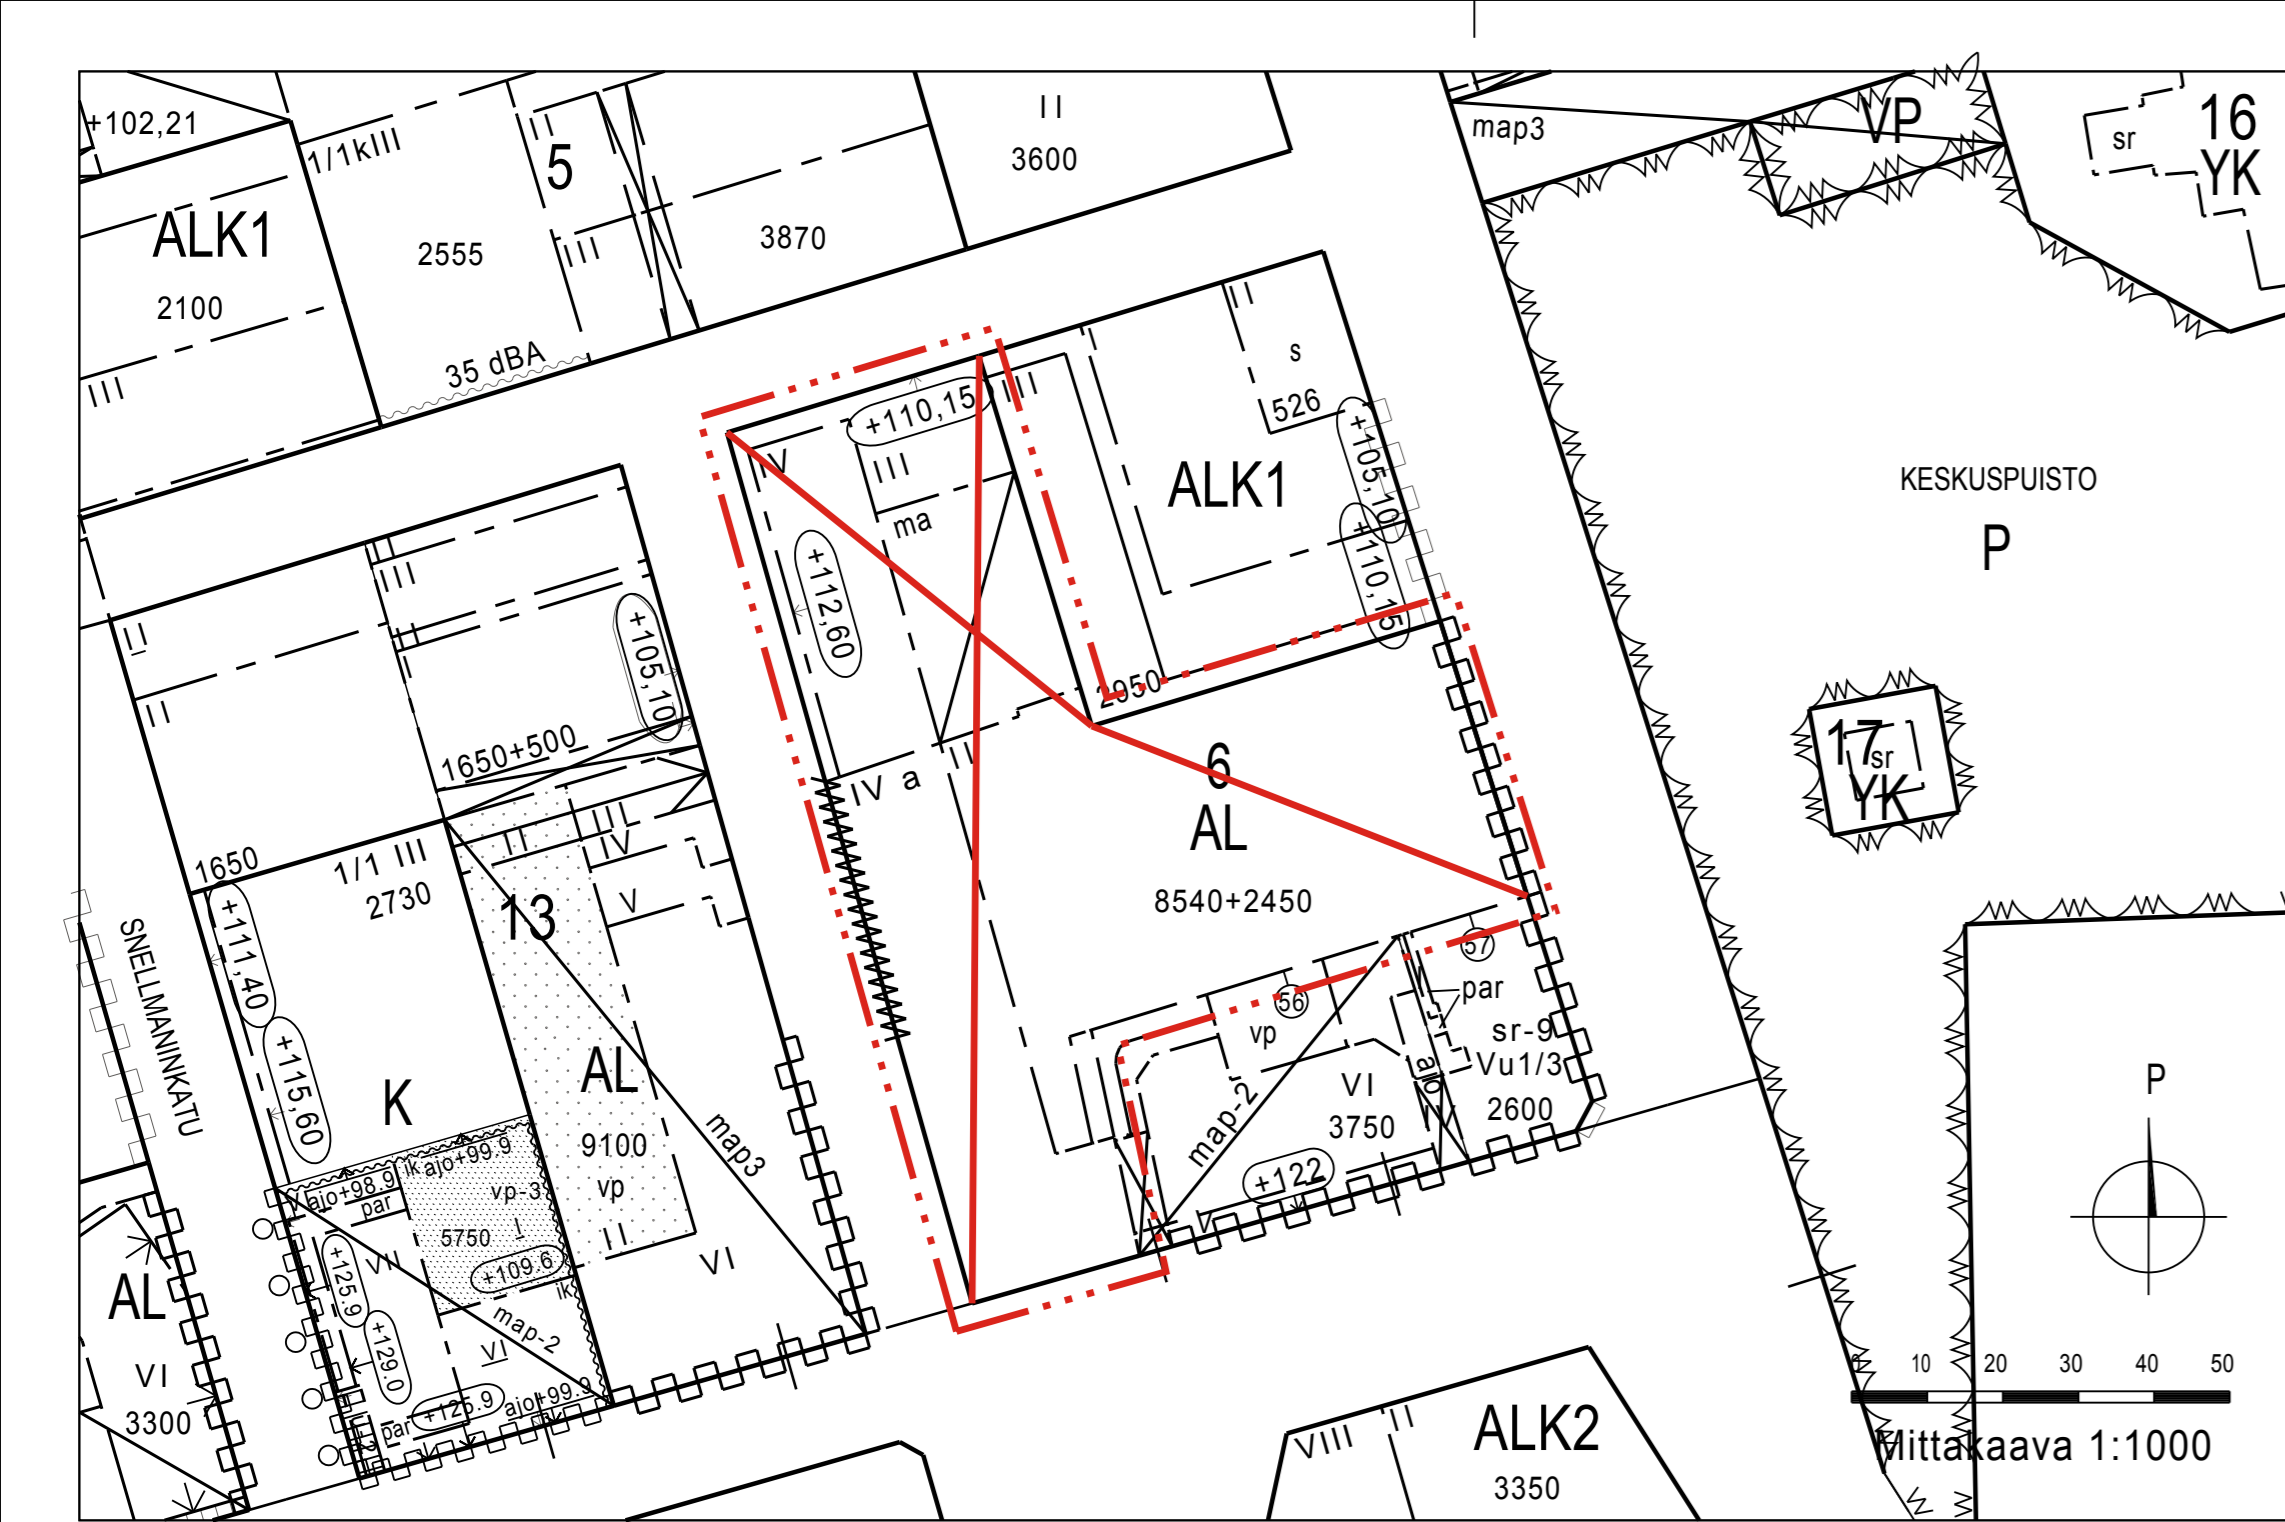 +102,21
1/1kIII
II
5
II
3600
map3
VP
sr
16
YK
ALK1
2555
III
3870
2100
35 dBA
III
II
s
526
+110,15
III
IV
III
ma
ALK1
+105,10
+110,15
KESKUSPUISTO
P
+112,60
III
II
II
II
+105,10
1650+500
2950
IV a
II
6
AL
8540+2450
17
sr
YK
1650
1/1 III
2730
II
III
IV
V
13
+111,40
SNELLMANINKATU
57
56
par
vp
sr-9
Vu1/3
ajo
VI
3750
2600
map-2
+122
V
+115,60
K
AL
9100
vp
II
VI
map3
P
ajo+98.9
ik
ajo+99.9
par
vp-3
5750
I
+109.6
ik
VII
+125.9
+129.0
map-2
VI
AL
VI
3300
par
+125.9
ajo+99.9
VIII
II
ALK2
3350
0 10 20 30 40 50
Mittakaava 1:1000